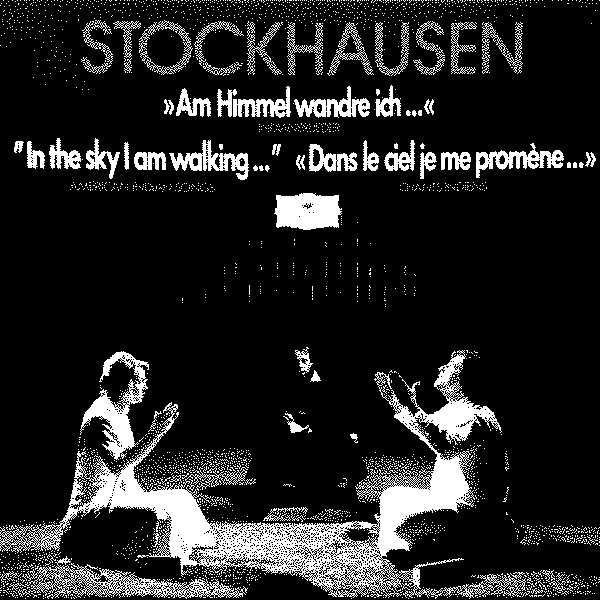 STOCKHAUSEN
»Am Himmel wandre ich ...«
INDIANERLIEDER
"In the sky I am walking ..." «Dans le ciel je me promène ...»
AMERICAN INDIAN SONGS CHANTS INDIENS